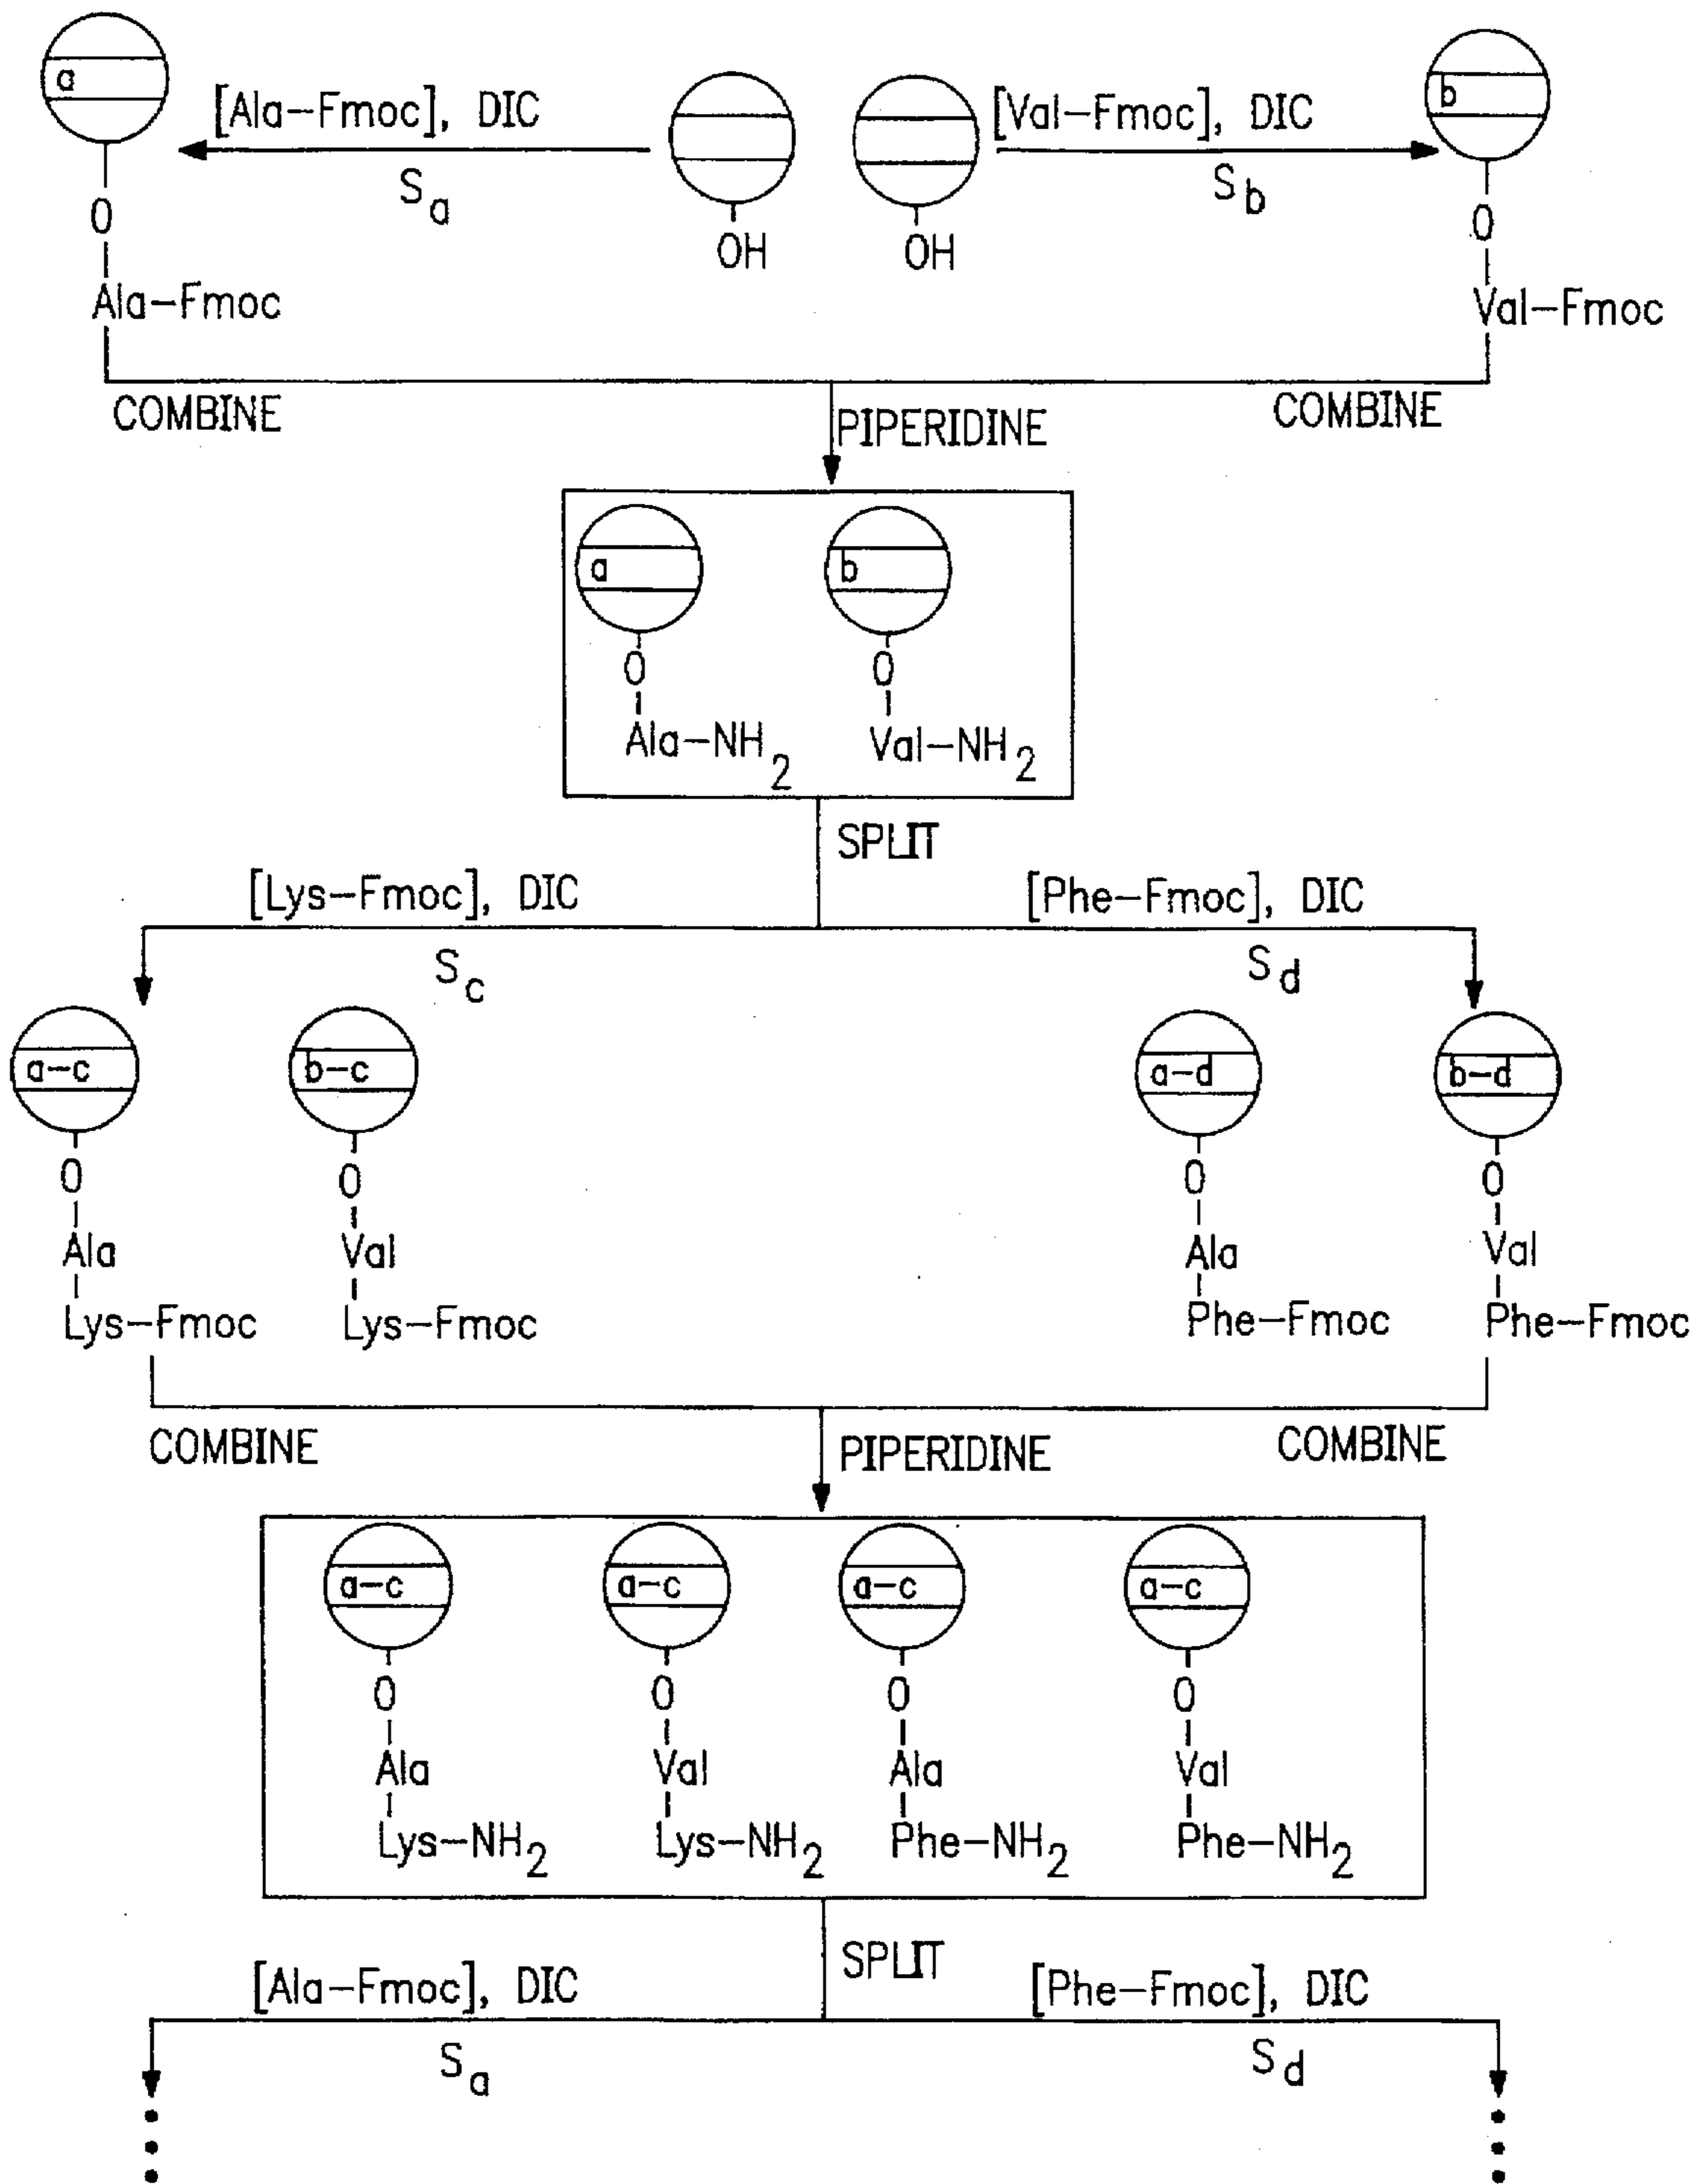 a
b
[Ala-Fmoc], DIC
[Val-Fmoc], DIC
Sa
Sb
O
OH
OH
O
Ala-Fmoc
Val-Fmoc
COMBINE
PIPERIDINE
COMBINE
a
b
O
O
Ala-NH2
Val-NH2
SPLIT
[Lys-Fmoc], DIC
[Phe-Fmoc], DIC
Sc
Sd
a-c
b-c
a-d
b-d
O
O
O
O
Ala
Val
Ala
Val
Lys-Fmoc
Lys-Fmoc
Phe-Fmoc
Phe-Fmoc
COMBINE
PIPERIDINE
COMBINE
a-c
a-c
a-c
a-c
O
O
O
O
Ala
Val
Ala
Val
Lys-NH2
Lys-NH2
Phe-NH2
Phe-NH2
SPLIT
[Ala-Fmoc], DIC
[Phe-Fmoc], DIC
Sa
Sd